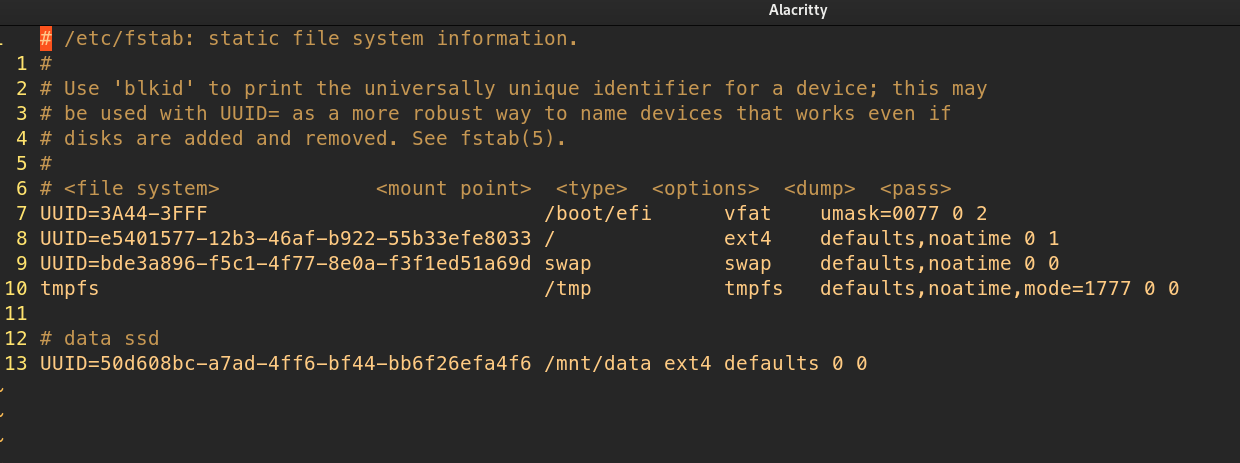 Alacritty
# /etc/fstab: static file system information.
1 #
2 # Use 'blkid' to print the universally unique identifier for a device; this may
3 # be used with UUID= as a more robust way to name devices that works even if
4 # disks are added and removed. See fstab(5).
5 #
6 # <file system>             <mount point>  <type>  <options>  <dump>  <pass>
7 UUID=3A44-3FFF                            /boot/efi      vfat    umask=0077 0 2
8 UUID=e5401577-12b3-46af-b922-55b33efe8033 /              ext4    defaults,noatime 0 1
9 UUID=bde3a896-f5c1-4f77-8e0a-f3f1ed51a69d swap           swap    defaults,noatime 0 0
10 tmpfs                                     /tmp           tmpfs   defaults,noatime,mode=1777 0 0
11
12 # data ssd
13 UUID=50d608bc-a7ad-4ff6-bf44-bb6f26efa4f6 /mnt/data ext4 defaults 0 0
~
~
~